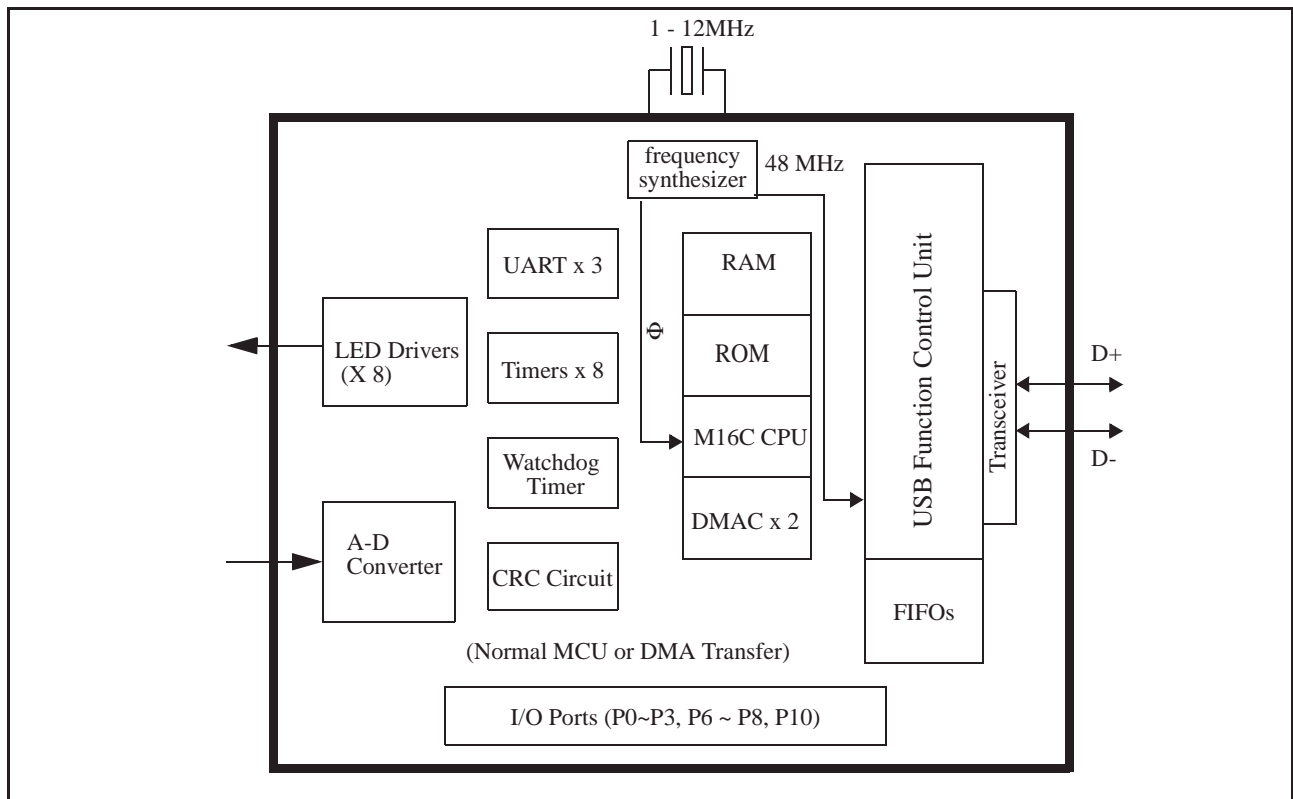 1 - 12MHz
frequency
synthesizer
48 MHz
UART x 3
RAM
LED Drivers
(X 8)
Timers x 8
Φ
ROM
USB Function Control Unit
Transceiver
D+
M16C CPU
D-
Watchdog
Timer
A-D
Converter
DMAC x 2
CRC Circuit
FIFOs
(Normal MCU or DMA Transfer)
I/O Ports (P0~P3, P6 ~ P8, P10)